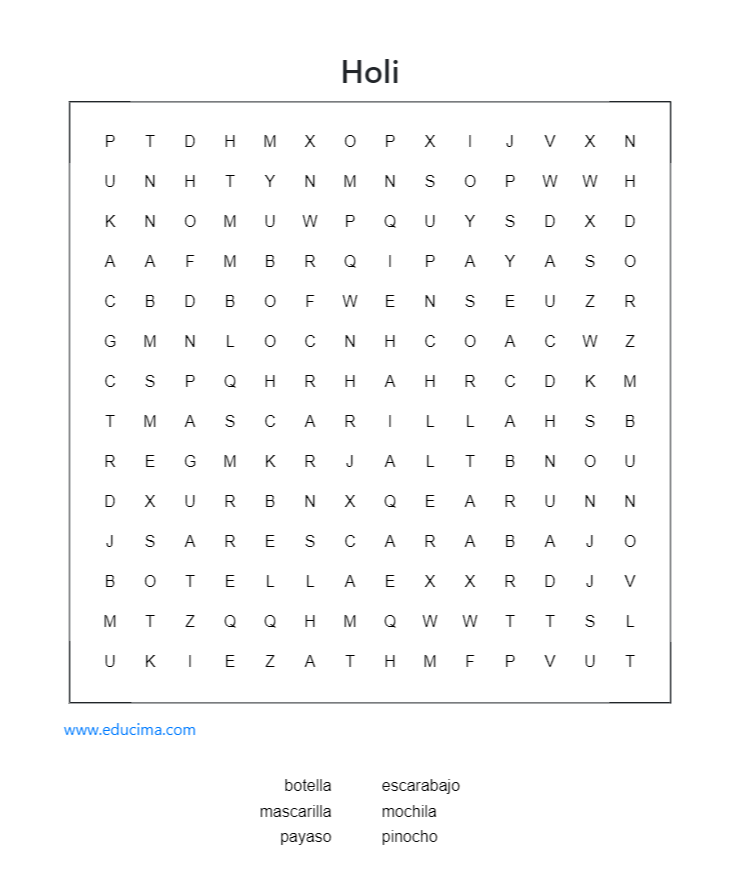 Holi
P T D H M X O P X I J V X N
U N H T Y N M N S O P W W H
K N O M U W P Q U Y S D X D
A A F M B R Q I P A Y A S O
C B D B O F W E N S E U Z R
G M N L O C N H C O A C W Z
C S P Q H R H A H R C D K M
T M A S C A R I L L A H S B
R E G M K R J A L T B N O U
D X U R B N X Q E A R U N N
J S A R E S C A R A B A J O
B O T E L L A E X X R D J V
M T Z Q Q H M Q W W T T S L
U K I E Z A T H M F P V U T
www.educima.com
botella escarabajo
mascarilla mochila
payaso pinocho